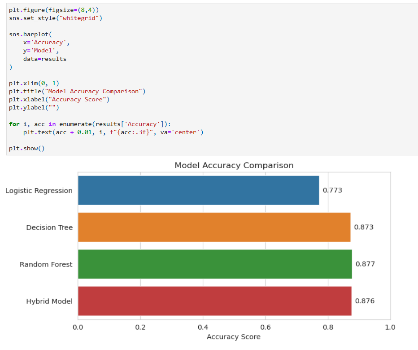 plt.figure(figsize=(8,4))
sns.set_style("whitegrid")
sns.barplot(
x='Accuracy',
y='Model',
data=results
)
plt.xlim(0, 1)
plt.title("Model Accuracy Comparison")
plt.xlabel("Accuracy Score")
plt.ylabel("")
for i, acc in enumerate(results['Accuracy']):
plt.text(acc + 0.01, i, f"{acc:.3f}", va='center')
plt.show()
Model Accuracy Comparison
Logistic Regression 0.773
Decision Tree 0.873
Random Forest 0.877
Hybrid Model 0.876
0.0 0.2 0.4 0.6 0.8 1.0
Accuracy Score